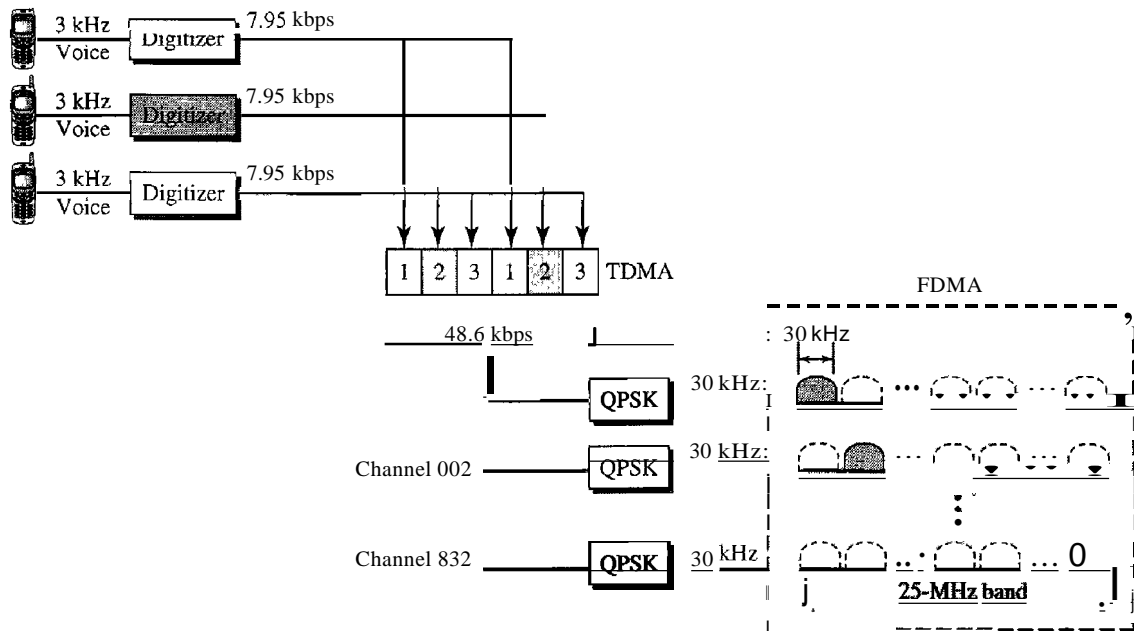 3 kHz
Voice
Digitizer
7.95 kbps
3 kHz
Voice
Digitizer
7.95 kbps
3 kHz
Voice
Digitizer
7.95 kbps
1 2 3 1 2 3 TDMA
FDMA
48.6 kbps
: 30 kHz
QPSK 30 kHz:
Channel 002 QPSK 30 kHz:
Channel 832 QPSK 30 kHz
0
25-MHz band